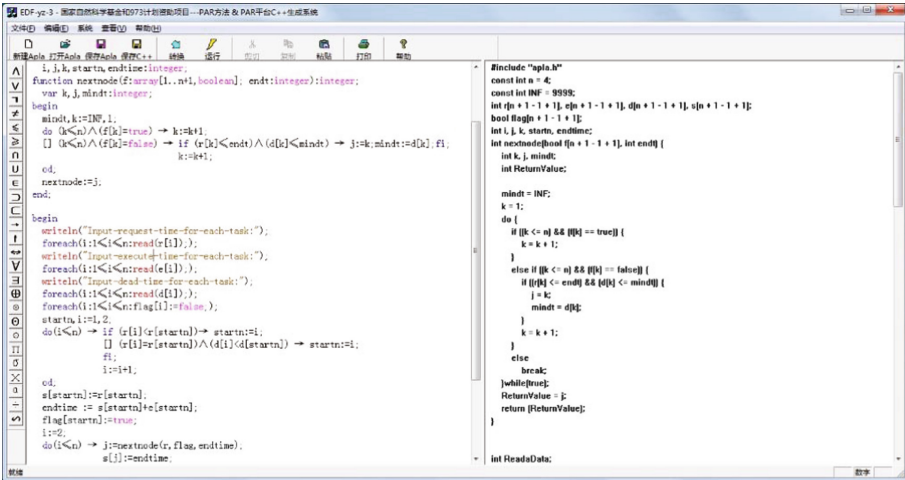 EDF-yz-3 - 国家自然科学基金和973计划资助项目---PAR方法 & PAR平台C++生成系统
文件(F) 编辑(E) 系统 查看(V) 帮助(H)
新建Apla 打开Apla 保存Apla 保存C++ 转换 运行 剪切 复制 粘贴 打印 帮助
i,j,k,startn,endtime:integer;
function nextnode(f:array[1..n+1,boolean]; endt:integer):integer;
var k,j,mindt:integer;
begin
mindt,k:=INF,1;
do (k≤n)∧(f[k]=true) → k:=k+1;
[] (k≤n)∧(f[k]=false) → if (r[k]≤endt)∧(d[k]≤mindt) → j:=k;mindt:=d[k];fi;
k:=k+1;
od;
nextnode:=j;
end;
begin
writeln("Input-request-time-for-each-task:");
foreach(i:1≤i≤n:read(r[i]););
writeln("Input-execute-time-for-each-task:");
foreach(i:1≤i≤n:read(e[i]););
writeln("Input-dead-time-for-each-task:");
foreach(i:1≤i≤n:read(d[i]););
foreach(i:1≤i≤n:flag[i]:=false;);
startn,i:=1,2;
do(i≤n) → if (r[i]<r[startn])→ startn:=i;
[] (r[i]=r[startn])∧(d[i]<d[startn]) → startn:=i;
fi;
i:=i+1;
od;
s[startn]:=r[startn];
endtime := s[startn]+e[startn];
flag[startn]:=true;
i:=2;
do(i≤n) → j:=nextnode(r,flag,endtime);
s[j]:=endtime;
#include "apla.h"
const int n = 4;
const int INF = 9999;
int r[n + 1 - 1 + 1], e[n + 1 - 1 + 1], d[n + 1 - 1 + 1], s[n + 1 - 1 + 1];
bool flag[n + 1 - 1 + 1];
int i, j, k, startn, endtime;
int nextnode(bool f[n + 1 - 1 + 1], int endt) {
int k, j, mindt;
int ReturnValue;
mindt = INF;
k = 1;
do {
if ((k <= n) && (f[k] == true)) {
k = k + 1;
}
else if ((k <= n) && (f[k] == false)) {
if ((r[k] <= endt) && (d[k] <= mindt)) {
j = k;
mindt = d[k];
}
k = k + 1;
}
else
break;
}while(true);
ReturnValue = j;
return (ReturnValue);
}
int ReadaData;
就绪
数字